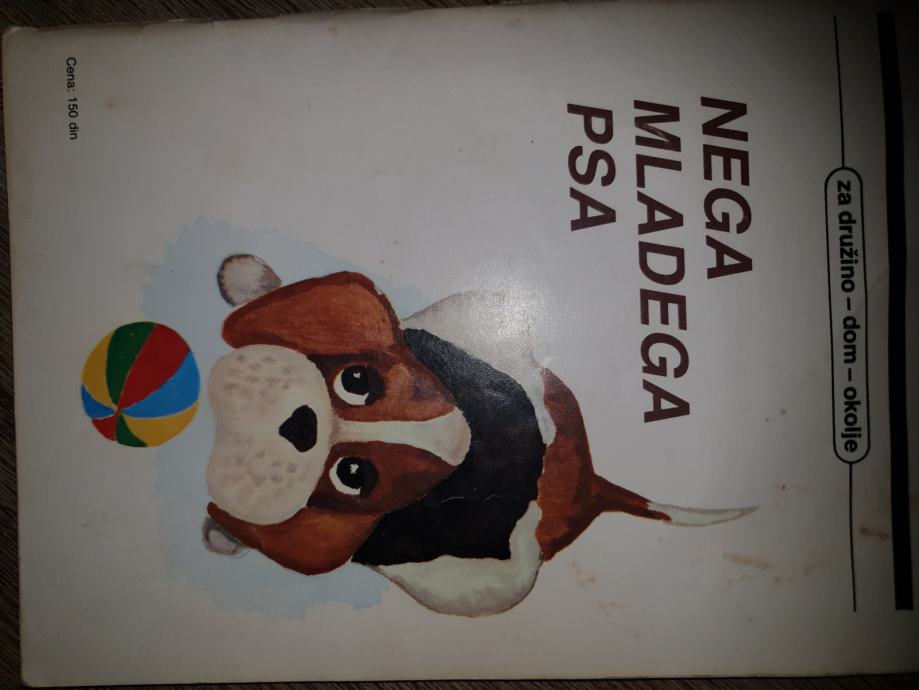 za družino – dom – okolje
NEGA
MLADEGA
PSA
Cena: 150 din